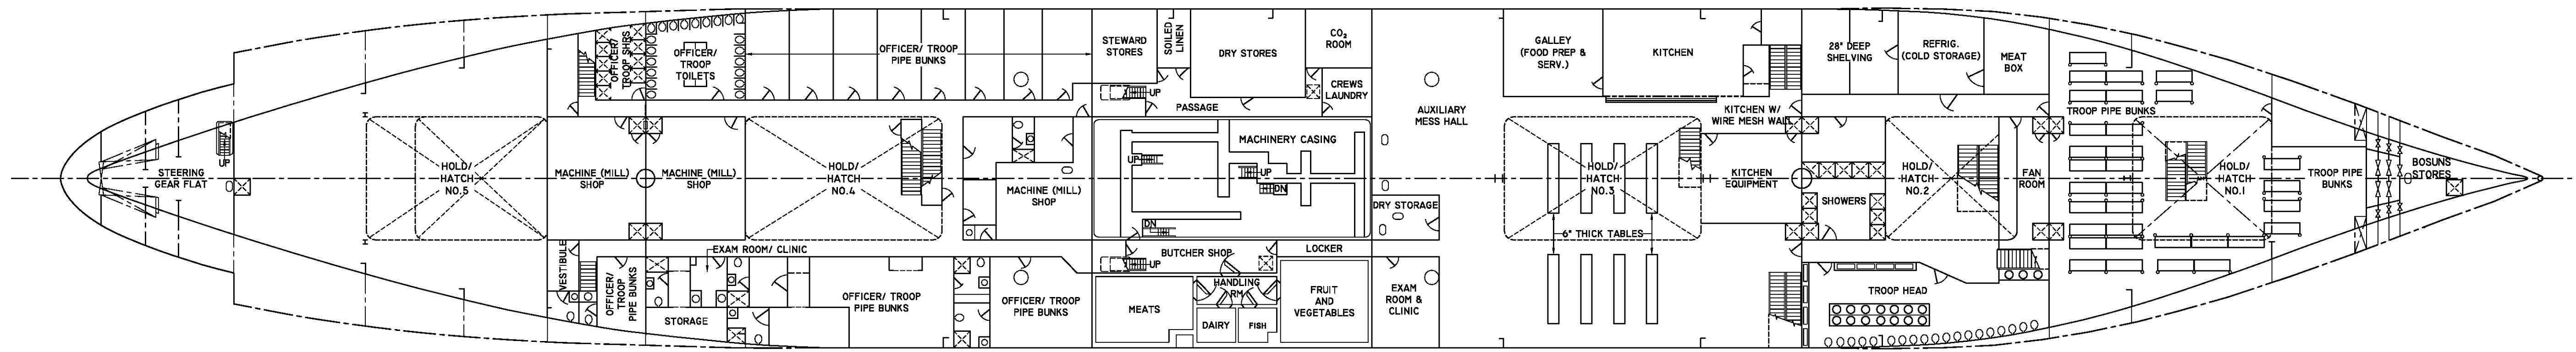 STEERING
GEAR FLAT
UP
HOLD/
HATCH
NO.5
VESTIBULE
OFFICER/
TROOP SHRS
OFFICER/
TROOP
TOILETS
OFFICER/ TROOP
PIPE BUNKS
MACHINE (MILL)
SHOP
MACHINE (MILL)
SHOP
HOLD/
HATCH
NO.4
EXAM ROOM/ CLINIC
OFFICER/
TROOP
PIPE BUNKS
STORAGE
OFFICER/ TROOP
PIPE BUNKS
OFFICER/ TROOP
PIPE BUNKS
MACHINE (MILL)
SHOP
STEWARD
STORES
SOILED
LINEN
DRY STORES
CO₂
ROOM
CREWS
LAUNDRY
UP
PASSAGE
MACHINERY CASING
UP
UP
DN
DN
UP
BUTCHER SHOP
LOCKER
HANDLING
RM
MEATS
DAIRY
FISH
FRUIT
AND
VEGETABLES
AUXILIARY
MESS HALL
DRY STORAGE
EXAM
ROOM &
CLINIC
GALLEY
(FOOD PREP &
SERV.)
KITCHEN
KITCHEN W/
WIRE MESH WALL
HOLD/
HATCH
NO.3
6" THICK TABLES
KITCHEN
EQUIPMENT
28" DEEP
SHELVING
REFRIG.
(COLD STORAGE)
MEAT
BOX
SHOWERS
HOLD/
HATCH
NO.2
FAN
ROOM
TROOP HEAD
TROOP PIPE BUNKS
HOLD/
HATCH
NO.1
TROOP PIPE
BUNKS
BOSUNS
STORES